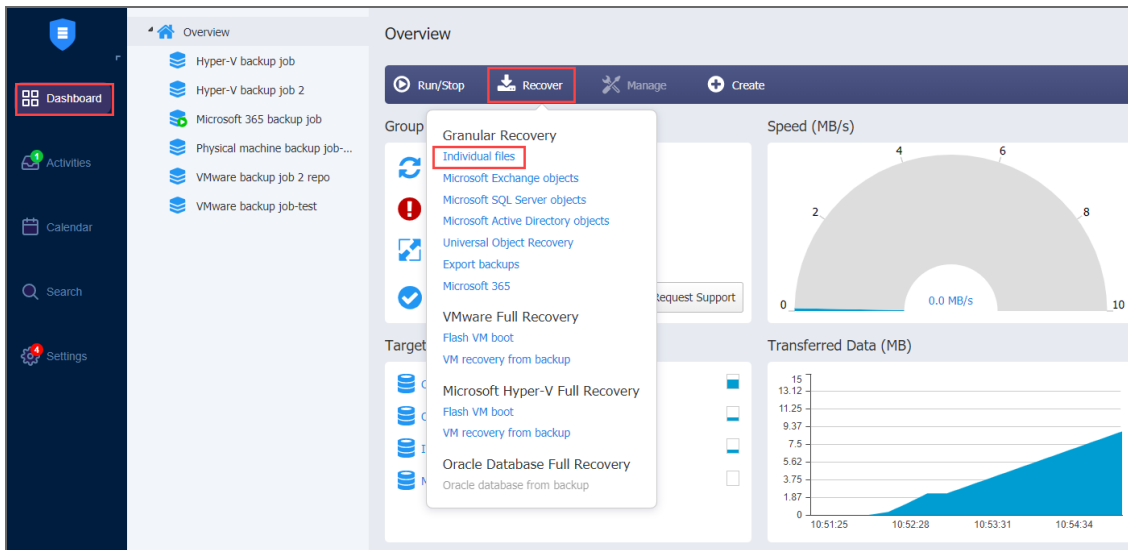 Dashboard
1
Activities
Calendar
Search
4
Settings
Overview
Hyper-V backup job
Hyper-V backup job 2
Microsoft 365 backup job
Physical machine backup job-...
VMware backup job 2 repo
VMware backup job-test
Overview
Run/Stop
Recover
Manage
Create
Group
Granular Recovery
Individual files
Microsoft Exchange objects
Microsoft SQL Server objects
Microsoft Active Directory objects
Universal Object Recovery
Export backups
Microsoft 365
VMware Full Recovery
Flash VM boot
VM recovery from backup
Microsoft Hyper-V Full Recovery
Flash VM boot
VM recovery from backup
Oracle Database Full Recovery
Oracle database from backup
Request Support
Target
Speed (MB/s)
4
6
2
8
0
0.0 MB/s
10
Transferred Data (MB)
15
13.12
11.25
9.37
7.5
5.62
3.75
1.87
0
10:51:25
10:52:28
10:53:31
10:54:34